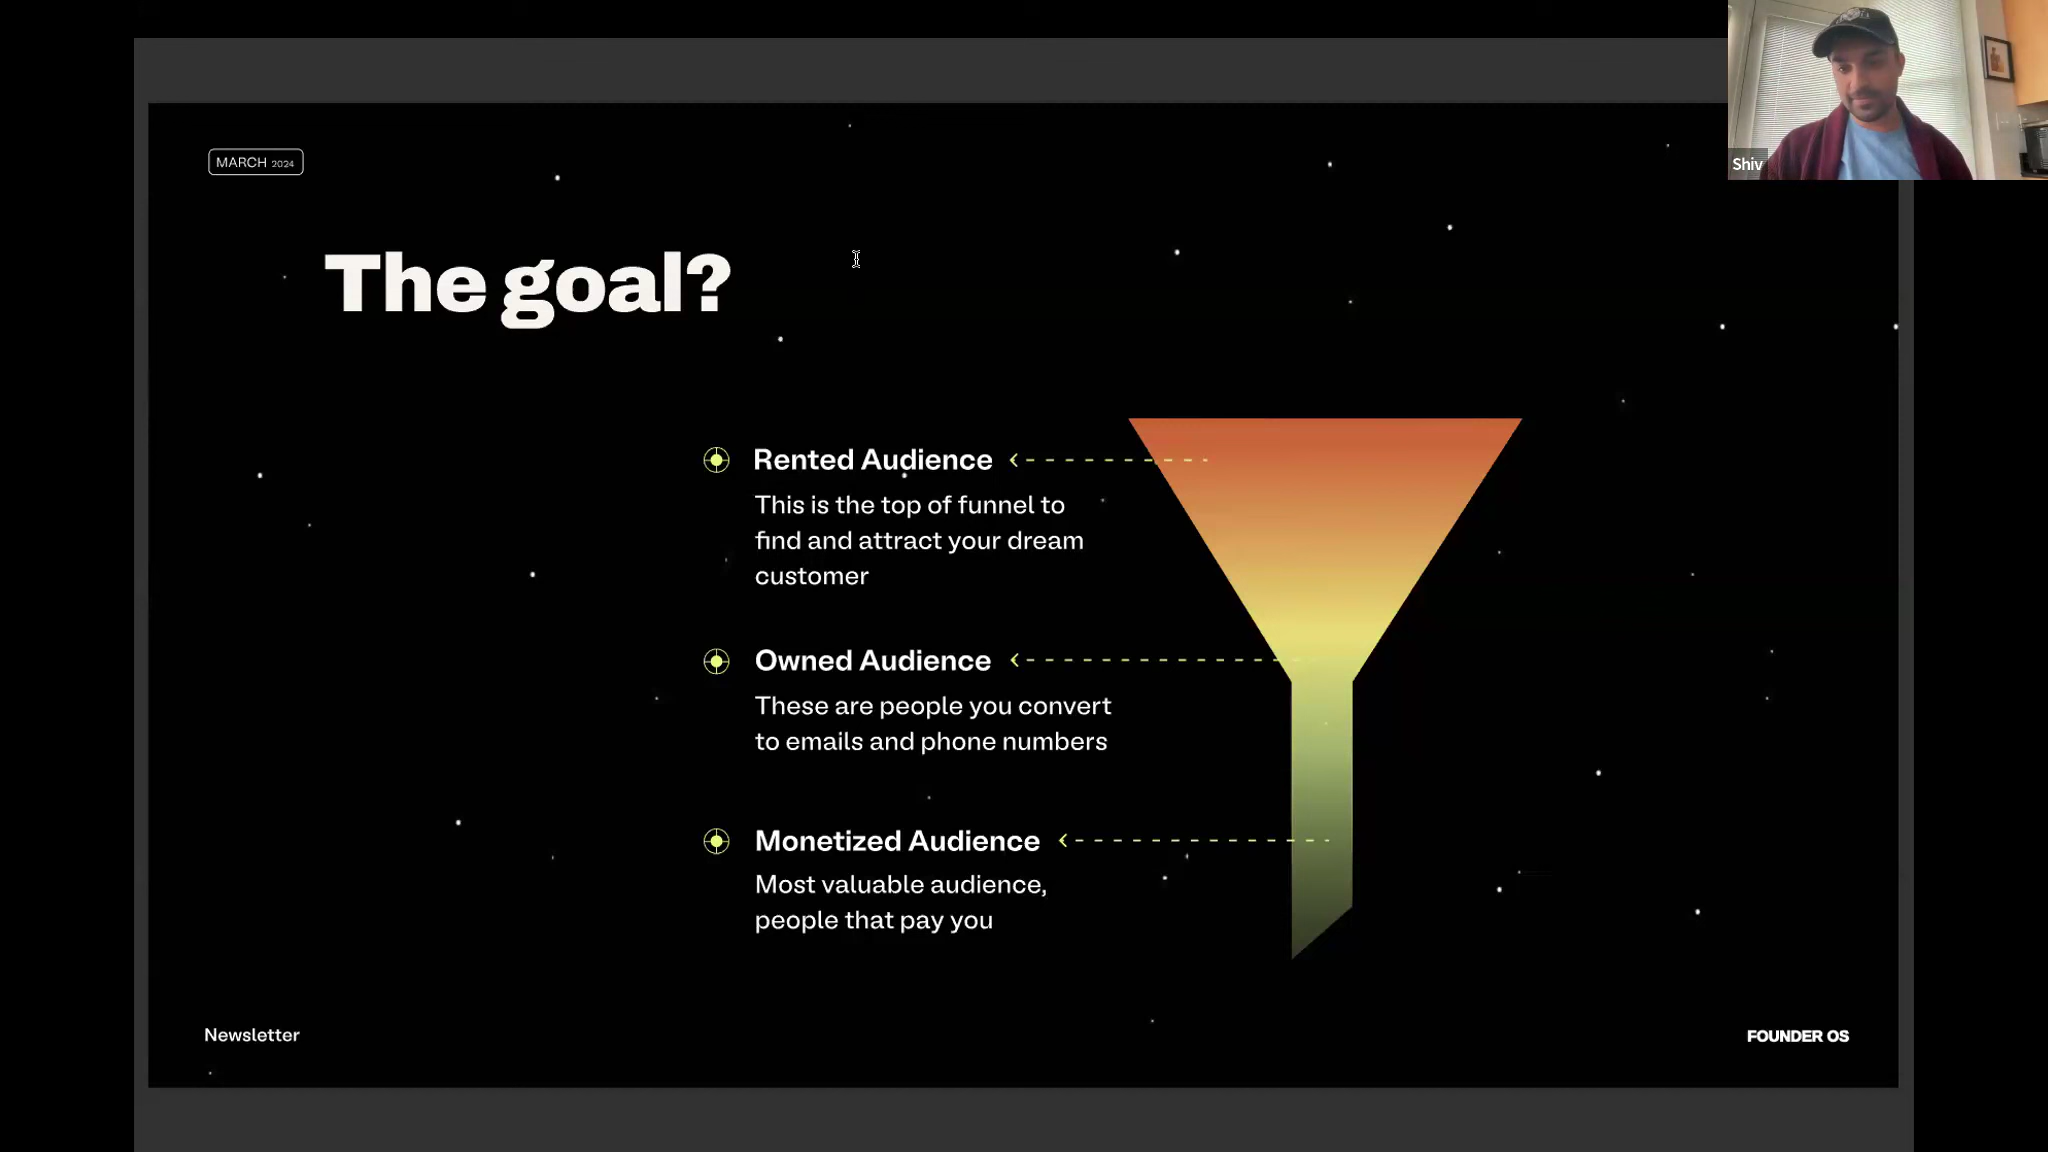 Shiv
MARCH 2024
The goal?
Rented Audience
This is the top of funnel to
find and attract your dream
customer
Owned Audience
These are people you convert
to emails and phone numbers
Monetized Audience
Most valuable audience,
people that pay you
Newsletter
FOUNDER OS